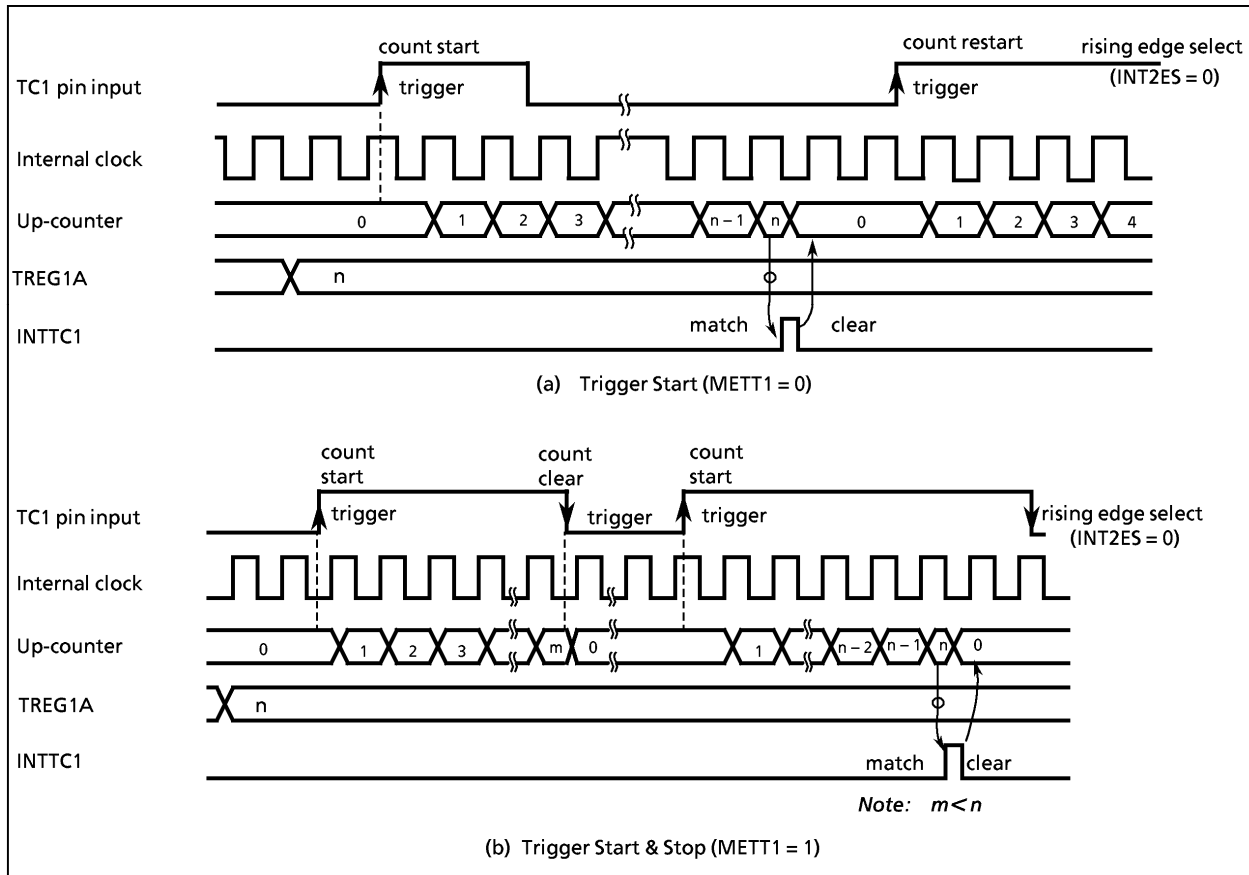 count start
count restart
rising edge select
TC1 pin input
trigger
trigger
(INT2ES = 0)
Internal clock
Up-counter
0
1
2
3
n – 1
n
0
1
2
3
4
TREG1A
n
INTTC1
match
clear
(a) Trigger Start (METT1 = 0)
count
start
count
clear
count
start
TC1 pin input
trigger
trigger
trigger
rising edge select
(INT2ES = 0)
Internal clock
Up-counter
0
1
2
3
m
0
1
n – 2
n – 1
n
0
TREG1A
n
INTTC1
match
clear
Note: m < n
(b) Trigger Start & Stop (METT1 = 1)